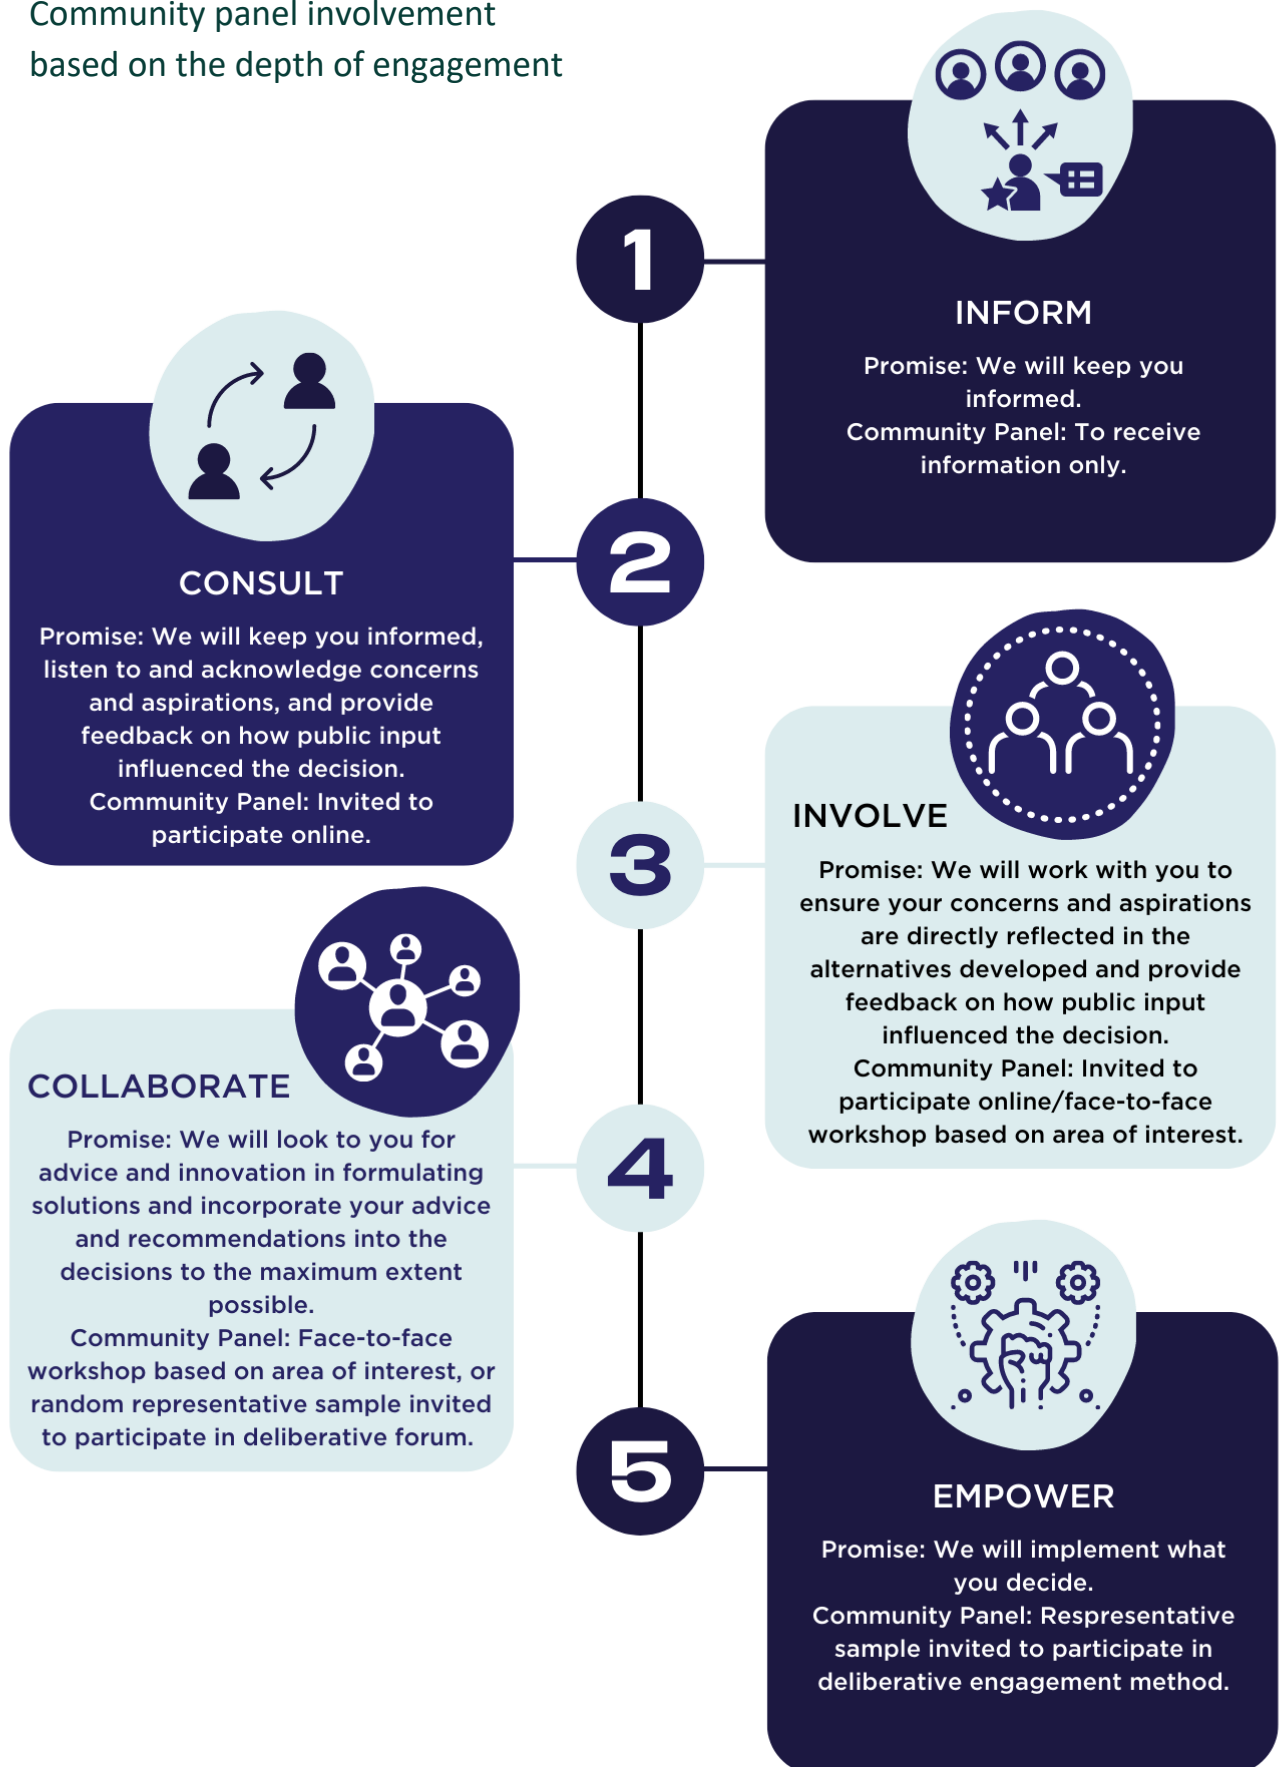 Community panel involvement
based on the depth of engagement
1
INFORM
Promise: We will keep you
informed.
Community Panel: To receive
information only.
2
CONSULT
Promise: We will keep you informed,
listen to and acknowledge concerns
and aspirations, and provide
feedback on how public input
influenced the decision.
Community Panel: Invited to
participate online.
3
INVOLVE
Promise: We will work with you to
ensure your concerns and aspirations
are directly reflected in the
alternatives developed and provide
feedback on how public input
influenced the decision.
Community Panel: Invited to
participate online/face-to-face
workshop based on area of interest.
4
COLLABORATE
Promise: We will look to you for
advice and innovation in formulating
solutions and incorporate your advice
and recommendations into the
decisions to the maximum extent
possible.
Community Panel: Face-to-face
workshop based on area of interest, or
random representative sample invited
to participate in deliberative forum.
5
EMPOWER
Promise: We will implement what
you decide.
Community Panel: Respresentative
sample invited to participate in
deliberative engagement method.